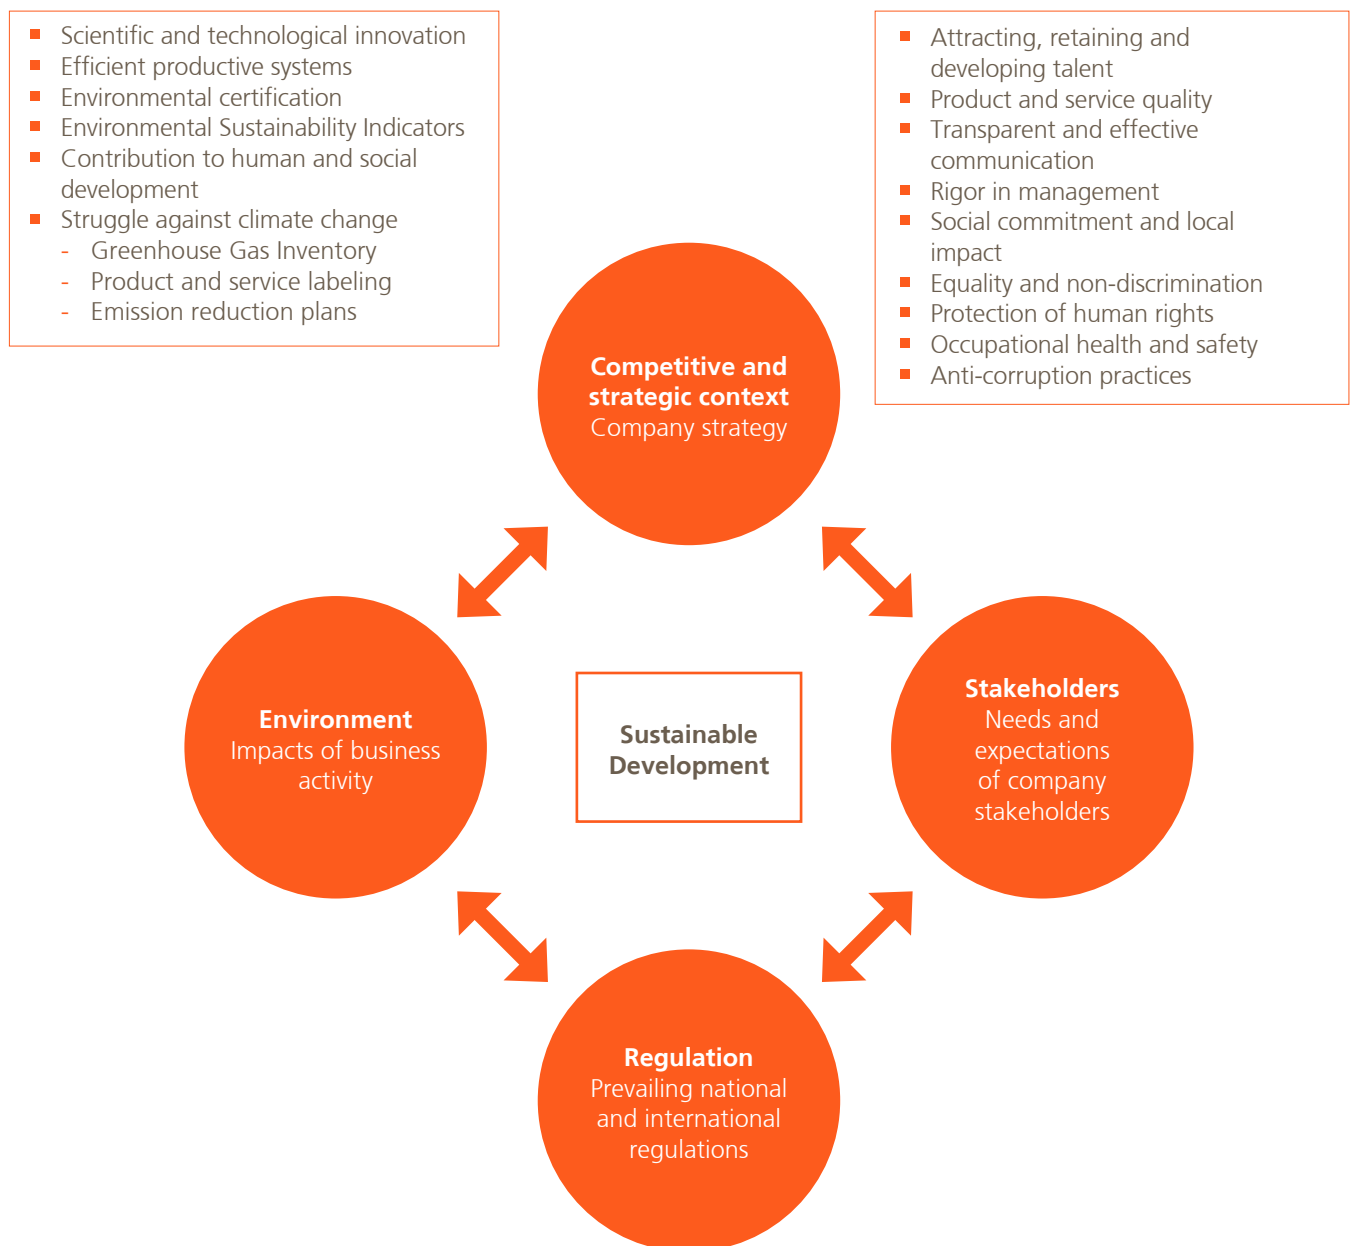 Scientific and technological innovation
Efficient productive systems
Environmental certification
Environmental Sustainability Indicators
Contribution to human and social
development
Struggle against climate change
- Greenhouse Gas Inventory
- Product and service labeling
- Emission reduction plans
Attracting, retaining and
developing talent
Product and service quality
Transparent and effective
communication
Rigor in management
Social commitment and local
impact
Equality and non-discrimination
Protection of human rights
Occupational health and safety
Anti-corruption practices
Competitive and
strategic context
Company strategy
Environment
Impacts of business
activity
Sustainable
Development
Stakeholders
Needs and
expectations
of company
stakeholders
Regulation
Prevailing national
and international
regulations